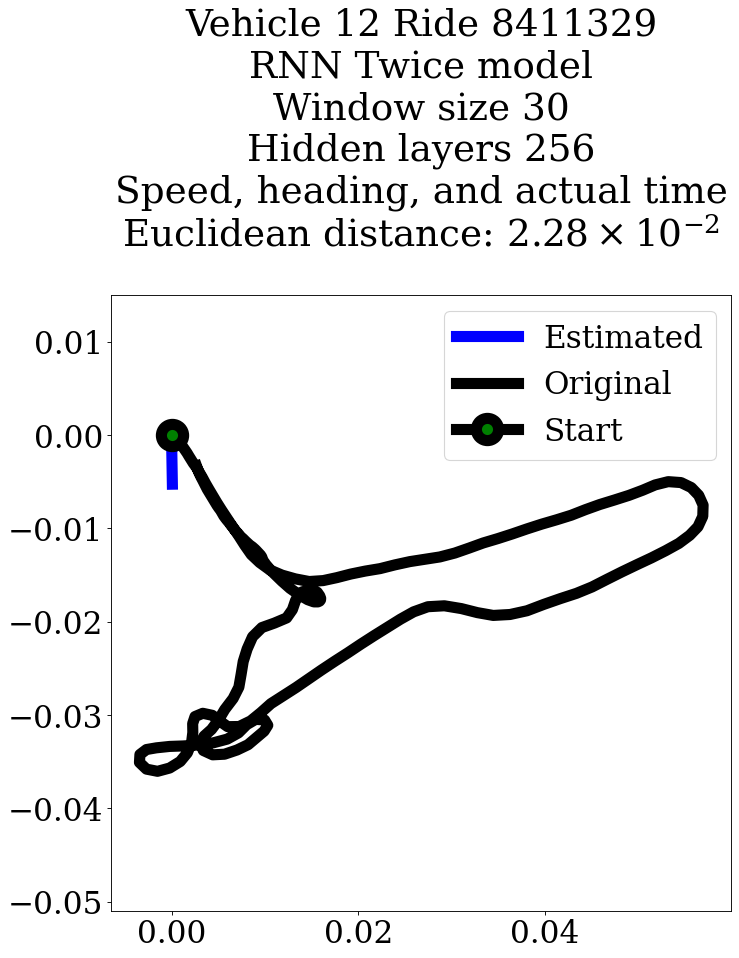 Vehicle 12 Ride 8411329
RNN Twice model
Window size 30
Hidden layers 256
Speed, heading, and actual time
Euclidean distance: 2.28 × 10⁻²
Estimated
Original
Start
0.01
0.00
−0.01
−0.02
−0.03
−0.04
−0.05
0.00 0.02 0.04